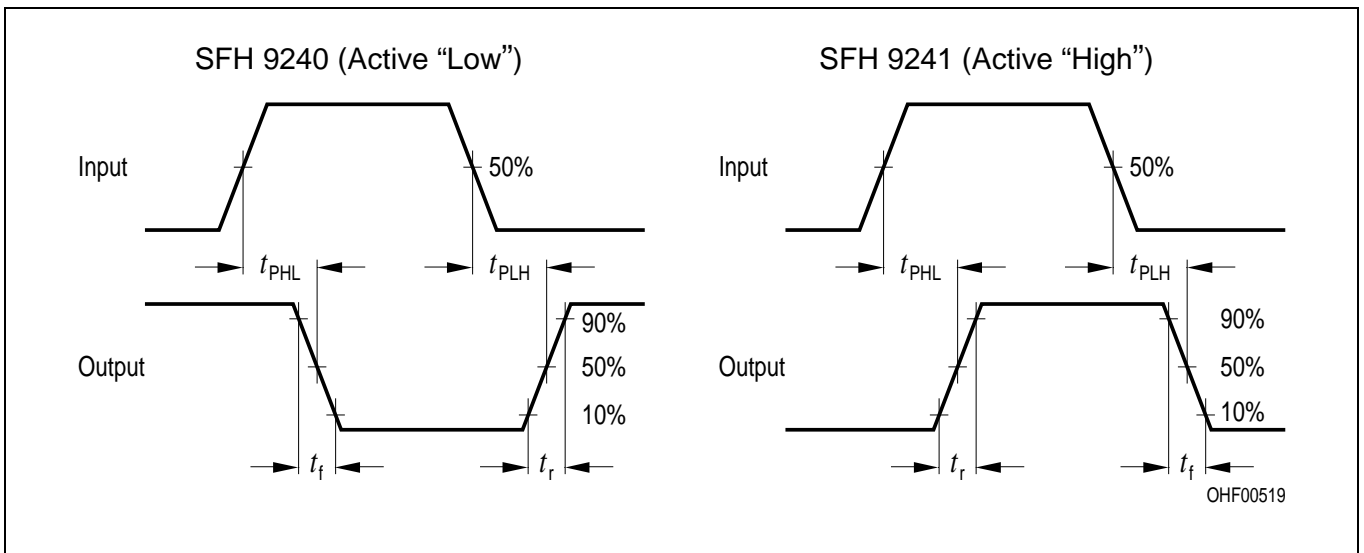 SFH 9240 (Active “Low”)
Input
50%
tPHL
tPLH
Output
90%
50%
10%
tf
tr
SFH 9241 (Active “High”)
Input
50%
tPHL
tPLH
Output
90%
50%
10%
tr
tf
OHF00519